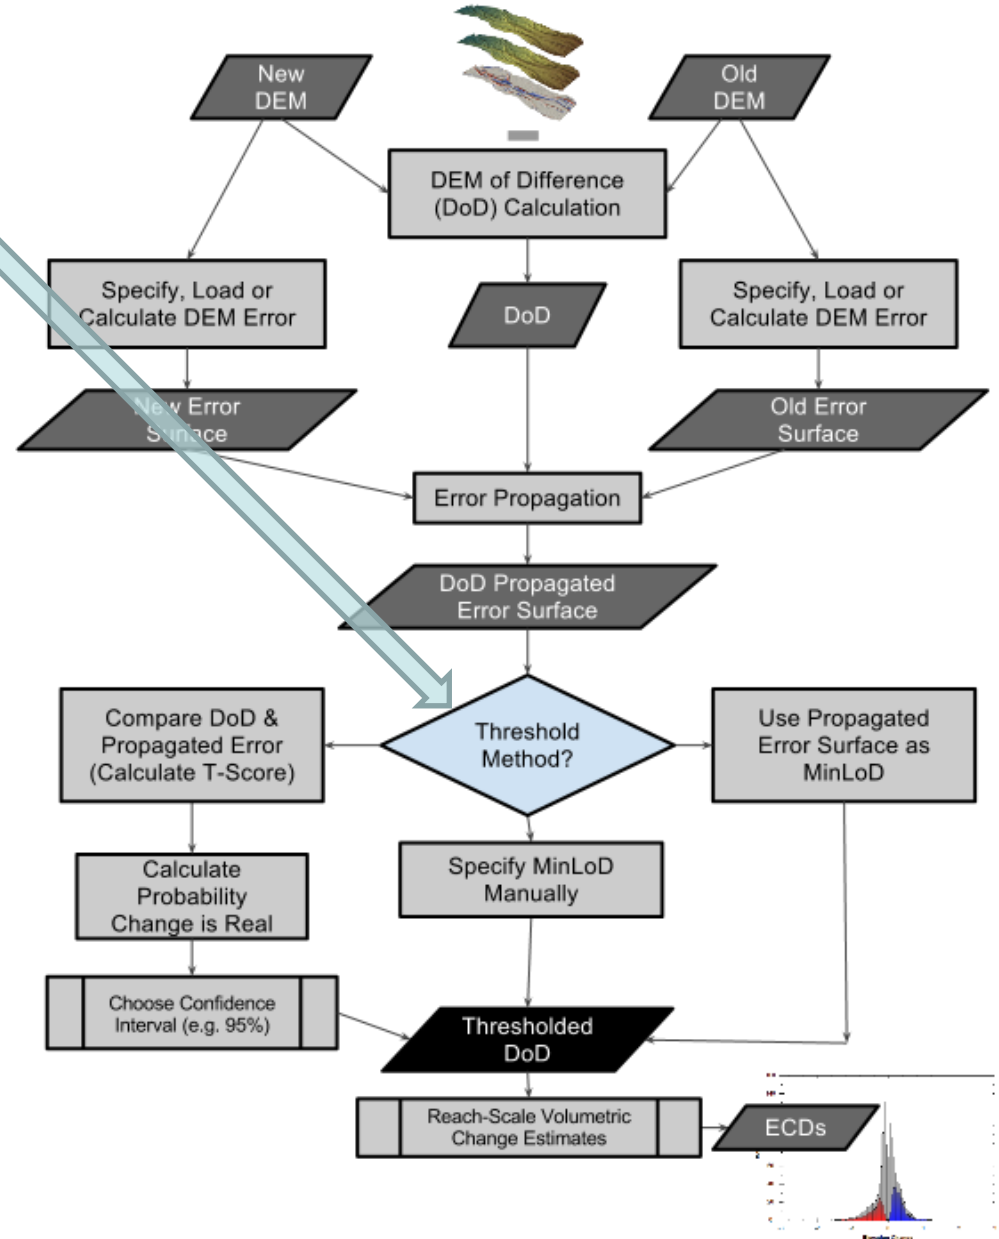 New
DEM
Old
DEM
DEM of Difference
(DoD) Calculation
Specify, Load or
Calculate DEM Error
DoD
Specify, Load or
Calculate DEM Error
New Error
Surface
Old Error
Surface
Error Propagation
DoD Propagated
Error Surface
Threshold
Method?
Compare DoD &
Propagated Error
(Calculate T-Score)
Use Propagated
Error Surface as
MinLoD
Specify MinLoD
Manually
Calculate
Probability
Change is Real
Choose Confidence
Interval (e.g. 95%)
Thresholded
DoD
Reach-Scale Volumetric
Change Estimates
ECDs